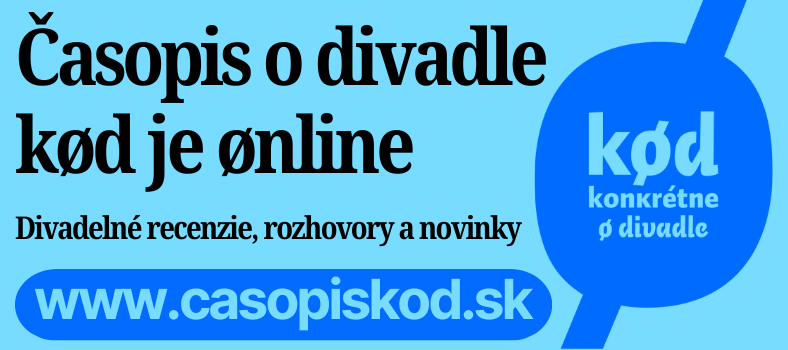 Časopis o divadle
kød je ønline
Divadelné recenzie, rozhovory a novinky
www.casopiskod.sk
kød
konkrétne
ø divadle